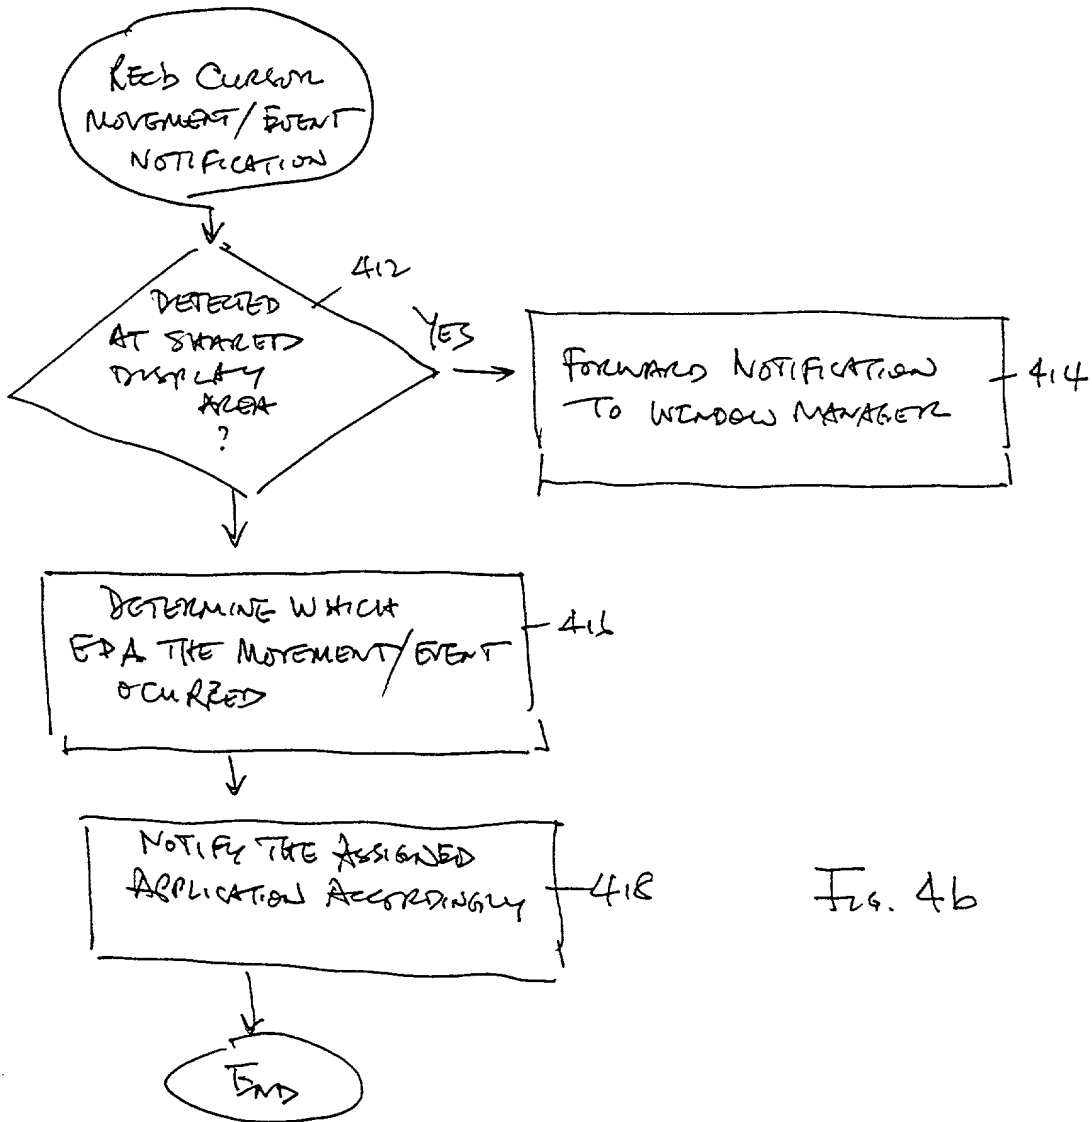 REC'D CURSOR
MOVEMENT/EVENT
NOTIFICATION
412
DETECTED
AT SHARED
DISPLAY
AREA
?
YES
FORWARD NOTIFICATION
TO WINDOW MANAGER
414
DETERMINE WHICH
EDA THE MOVEMENT/EVENT
OCURRED
416
NOTIFY THE ASSIGNED
APPLICATION ACCORDINGLY
418
FIG. 4b
END